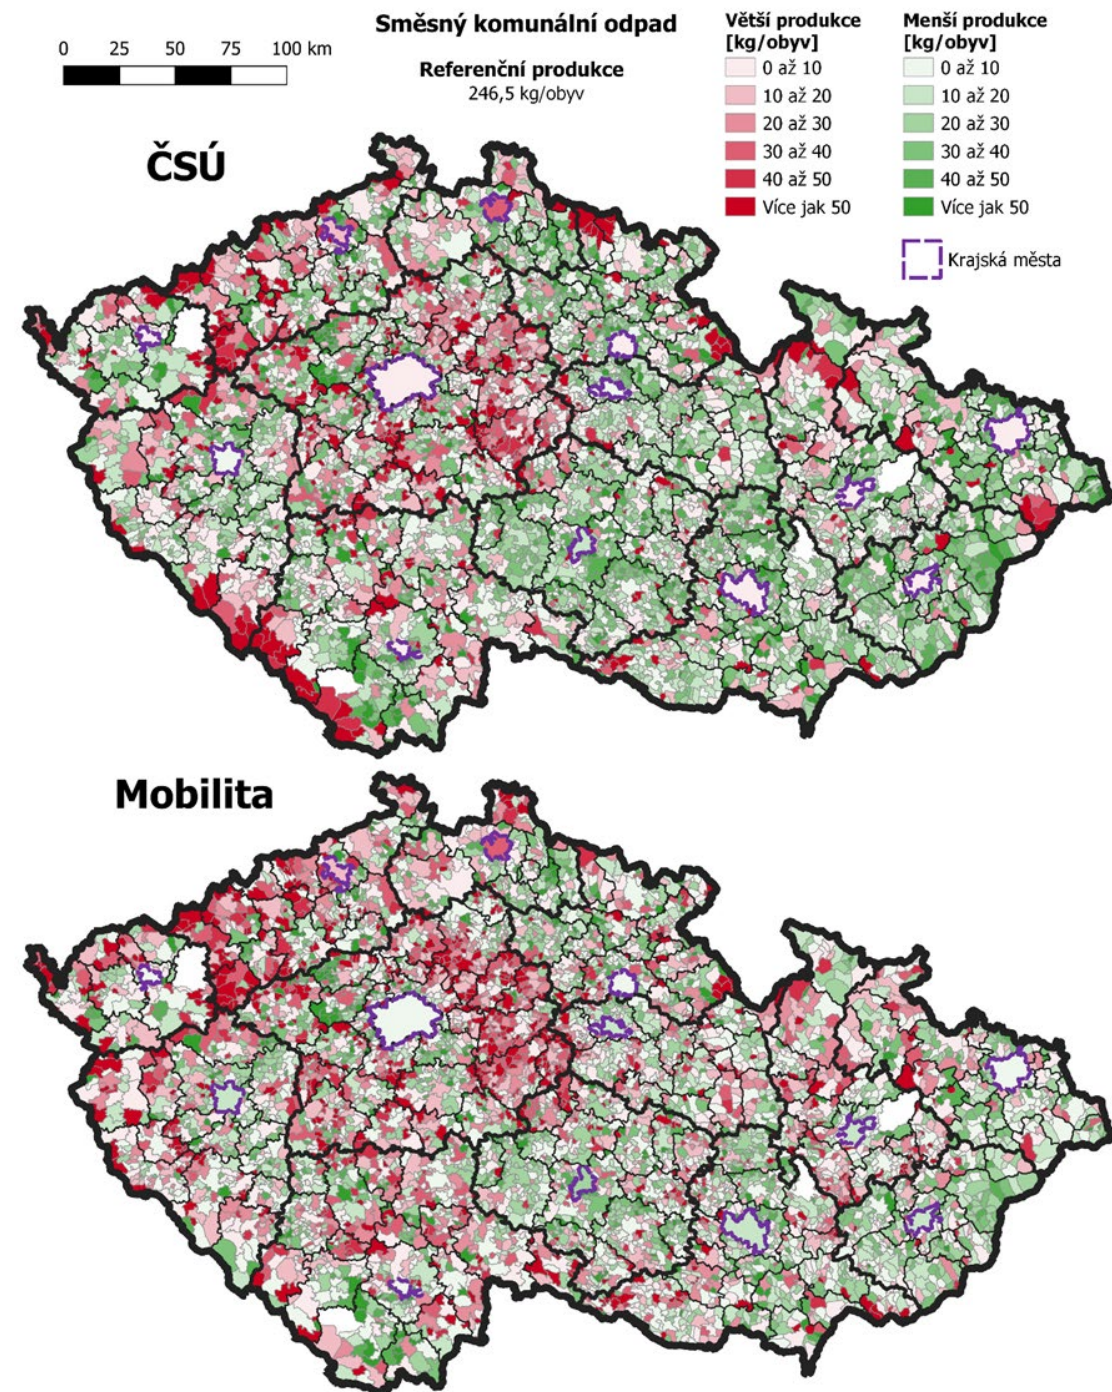 0 25 50 75 100 km
Směsný komunální odpad
Referenční produkce
246,5 kg/obyv
Větší produkce
[kg/obyv]
0 až 10
10 až 20
20 až 30
30 až 40
40 až 50
Více jak 50
Menší produkce
[kg/obyv]
0 až 10
10 až 20
20 až 30
30 až 40
40 až 50
Více jak 50
Krajská města
ČSÚ
Mobilita